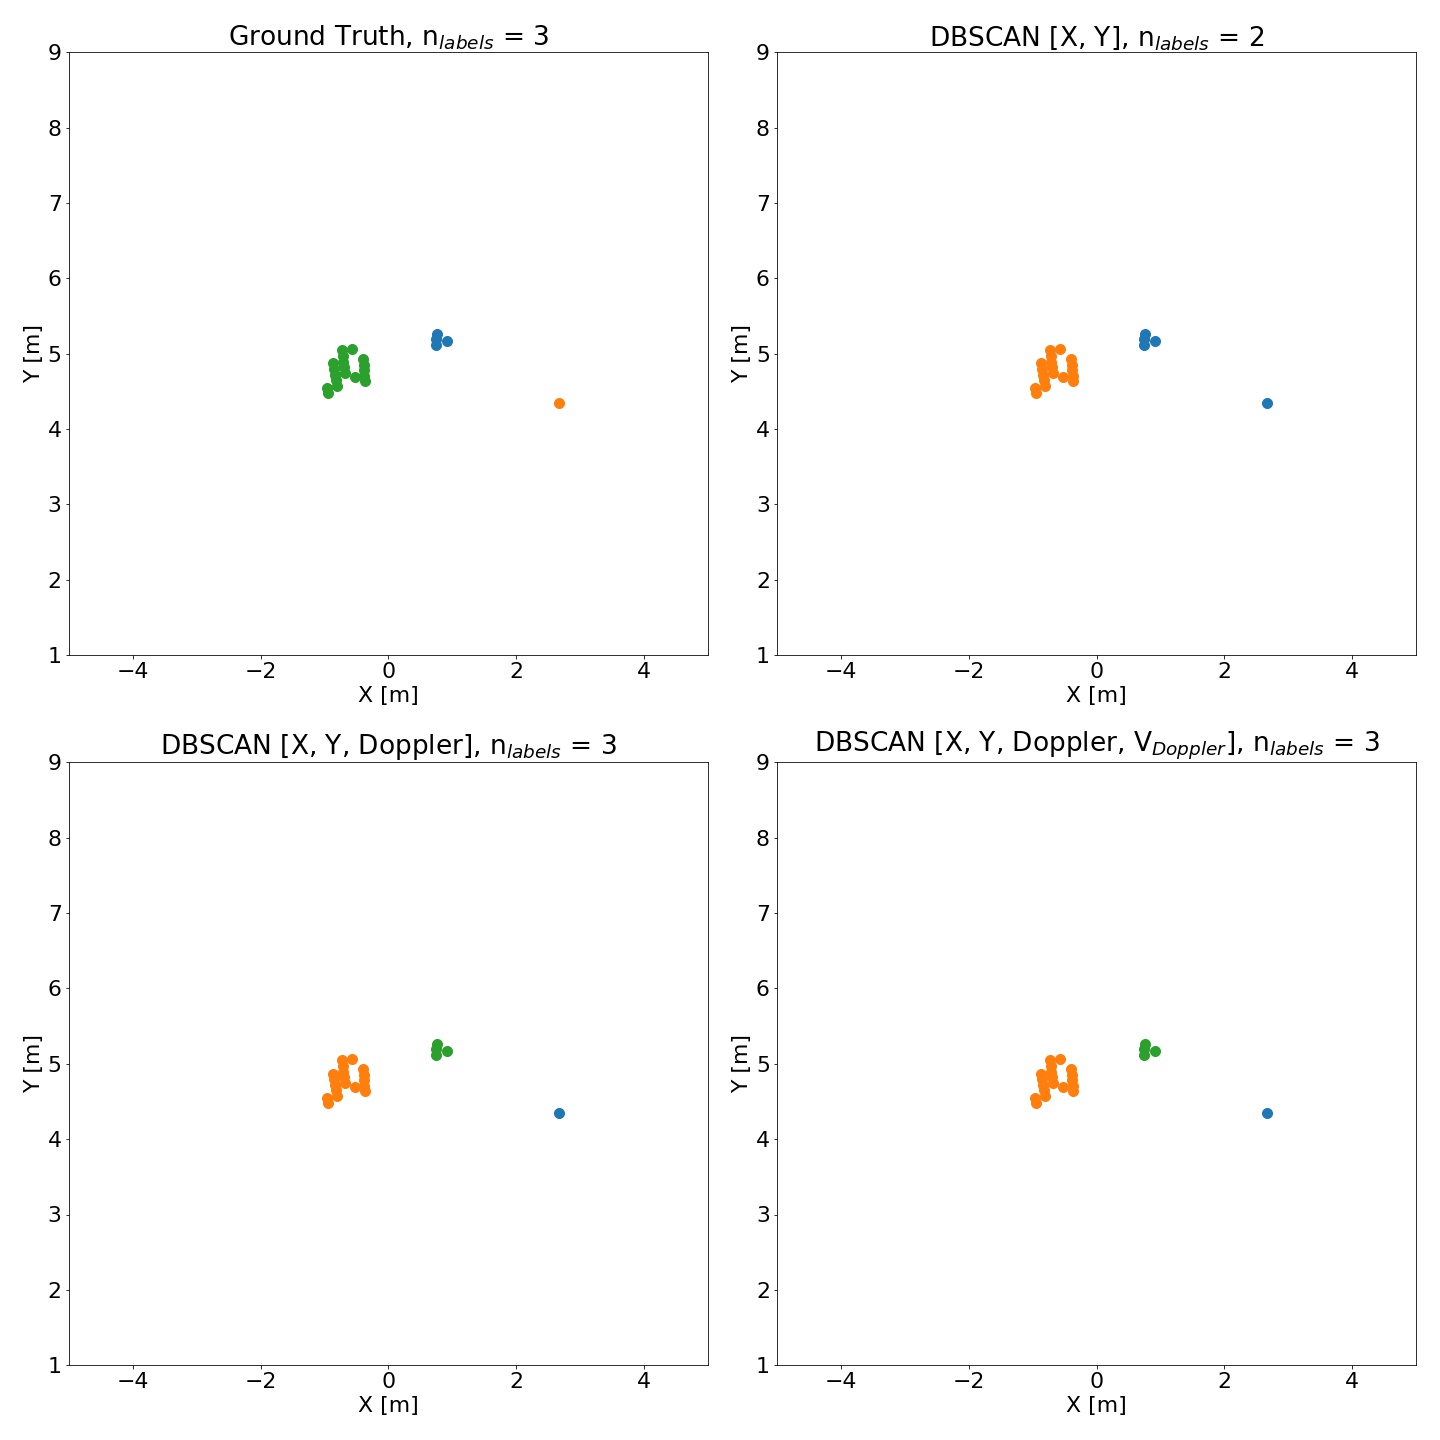 Ground Truth, n_labels = 3
9
8
7
6
5
4
3
2
1
Y [m]
−4 −2 0 2 4
X [m]
DBSCAN [X, Y], n_labels = 2
9
8
7
6
5
4
3
2
1
Y [m]
−4 −2 0 2 4
X [m]
DBSCAN [X, Y, Doppler], n_labels = 3
9
8
7
6
5
4
3
2
1
Y [m]
−4 −2 0 2 4
X [m]
DBSCAN [X, Y, Doppler, V_Doppler], n_labels = 3
9
8
7
6
5
4
3
2
1
Y [m]
−4 −2 0 2 4
X [m]